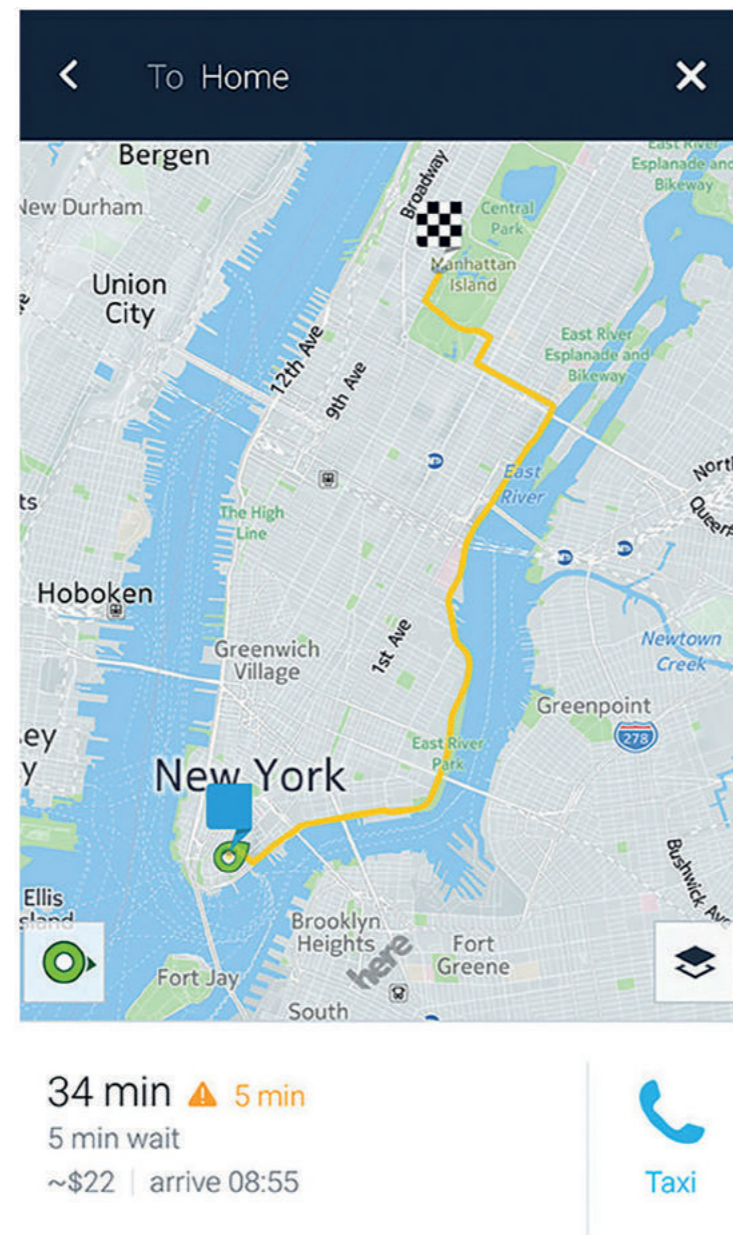 To Home
East River
Esplanade and
Bikeway
Bergen
Broadway
New Durham
Central
Park
Manhattan
Island
Union
City
12th Ave
9th Ave
East River
Esplanade and
Bikeway
East
River
The High
Line
Hoboken
1st Ave
Greenwich
Village
Newtown
Creek
Greenpoint
278
East River
Park
New York
Bushwick Ave
Ellis
Island
Brooklyn
Heights
here
Fort
Greene
Fort Jay
South
34 min 5 min
5 min wait
~$22 | arrive 08:55
Taxi